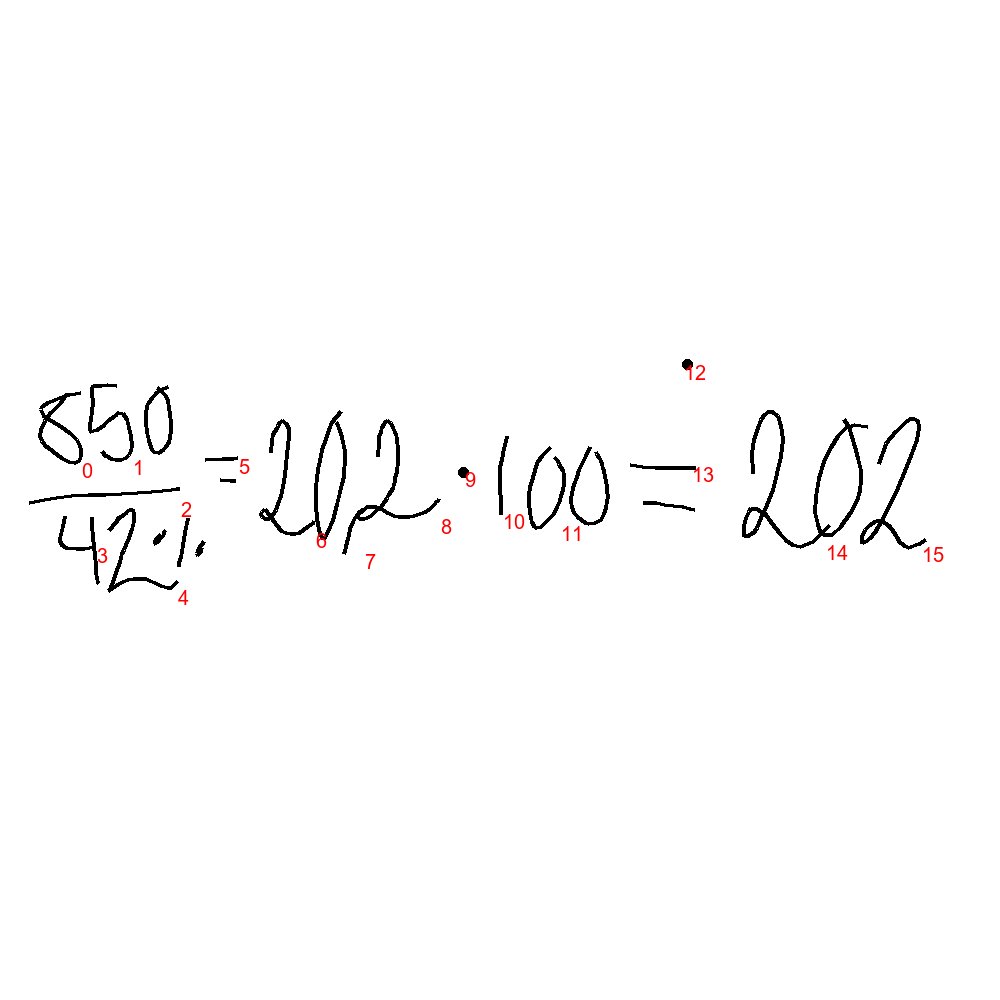 850
42% = 20,2 · 100 = 202